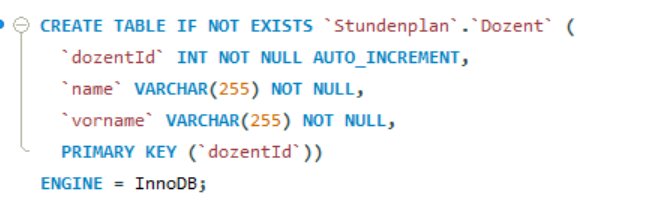 CREATE TABLE IF NOT EXISTS `Stundenplan`.`Dozent` (
`dozentId` INT NOT NULL AUTO_INCREMENT,
`name` VARCHAR(255) NOT NULL,
`vorname` VARCHAR(255) NOT NULL,
PRIMARY KEY (`dozentId`))
ENGINE = InnoDB;